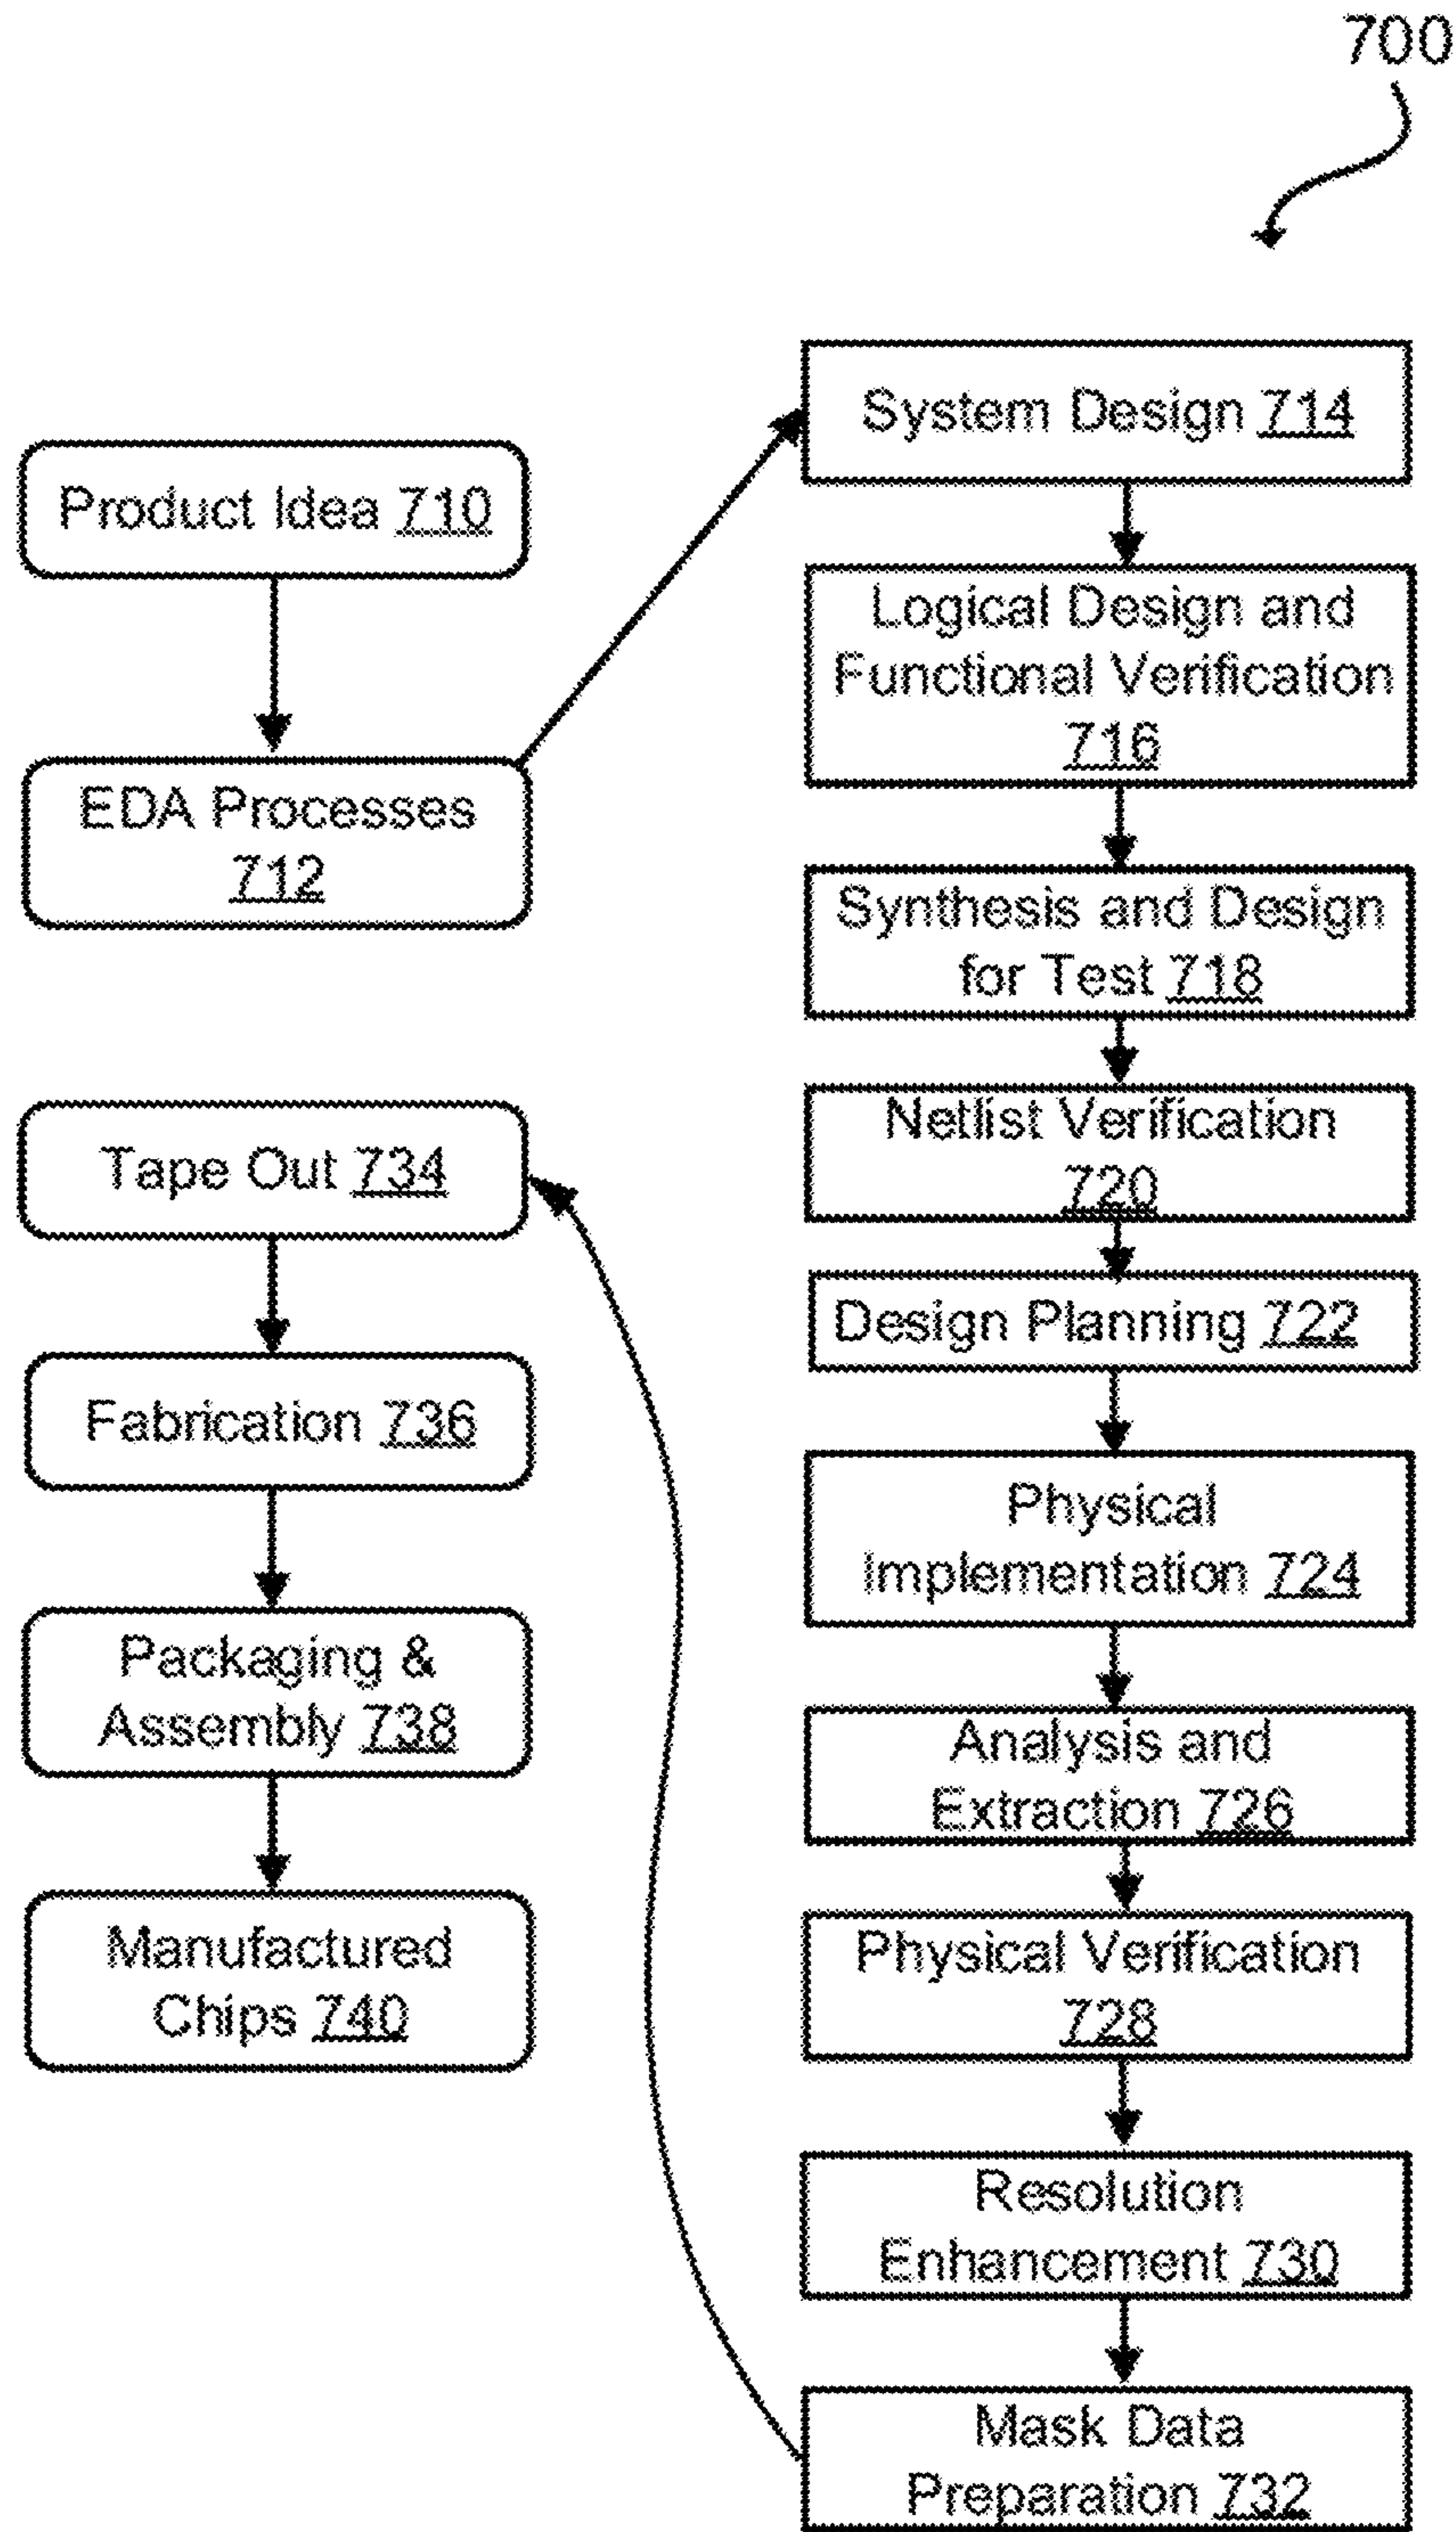 700
Product Idea 710
EDA Processes
712
System Design 714
Logical Design and
Functional Verification
716
Synthesis and Design
for Test 718
Netlist Verification
720
Design Planning 722
Physical
Implementation 724
Analysis and
Extraction 726
Physical Verification
728
Resolution
Enhancement 730
Mask Data
Preparation 732
Tape Out 734
Fabrication 736
Packaging &
Assembly 738
Manufactured
Chips 740